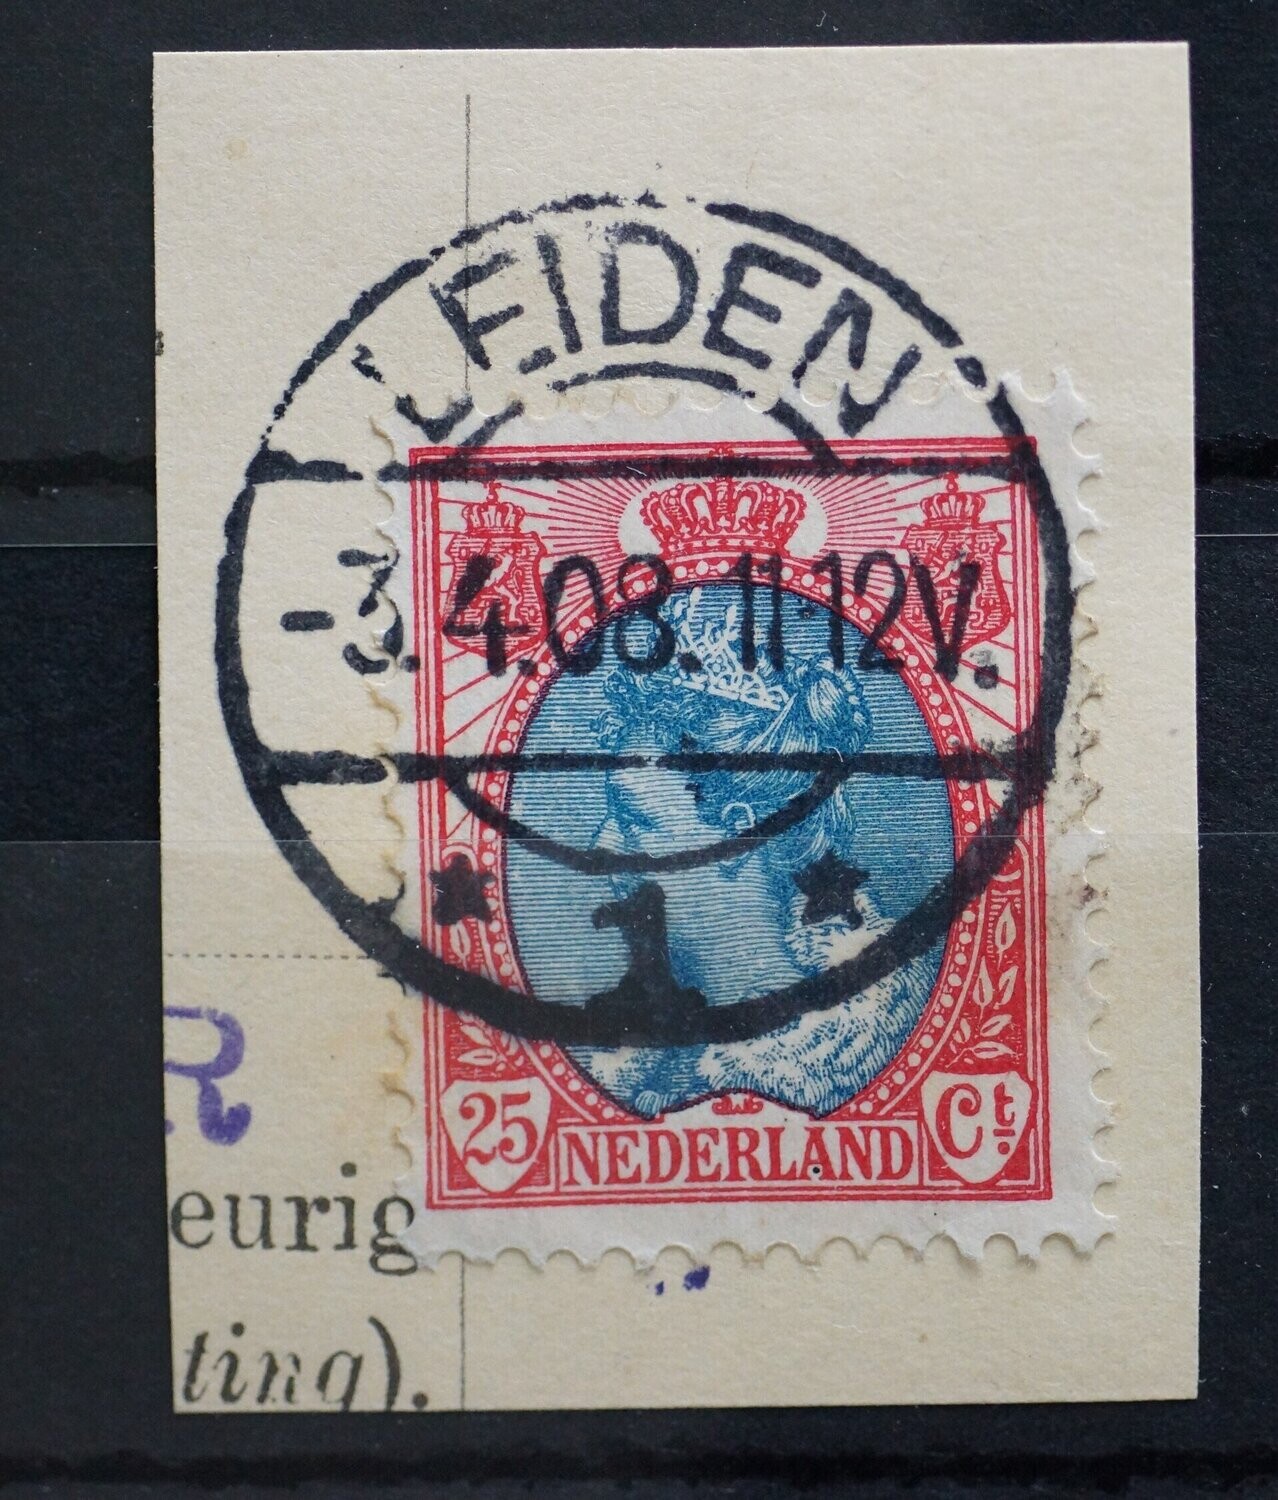 LEIDEN
-3.4.08.11-12V.
1
25 NEDERLAND Ct.
R
eurig
ting).